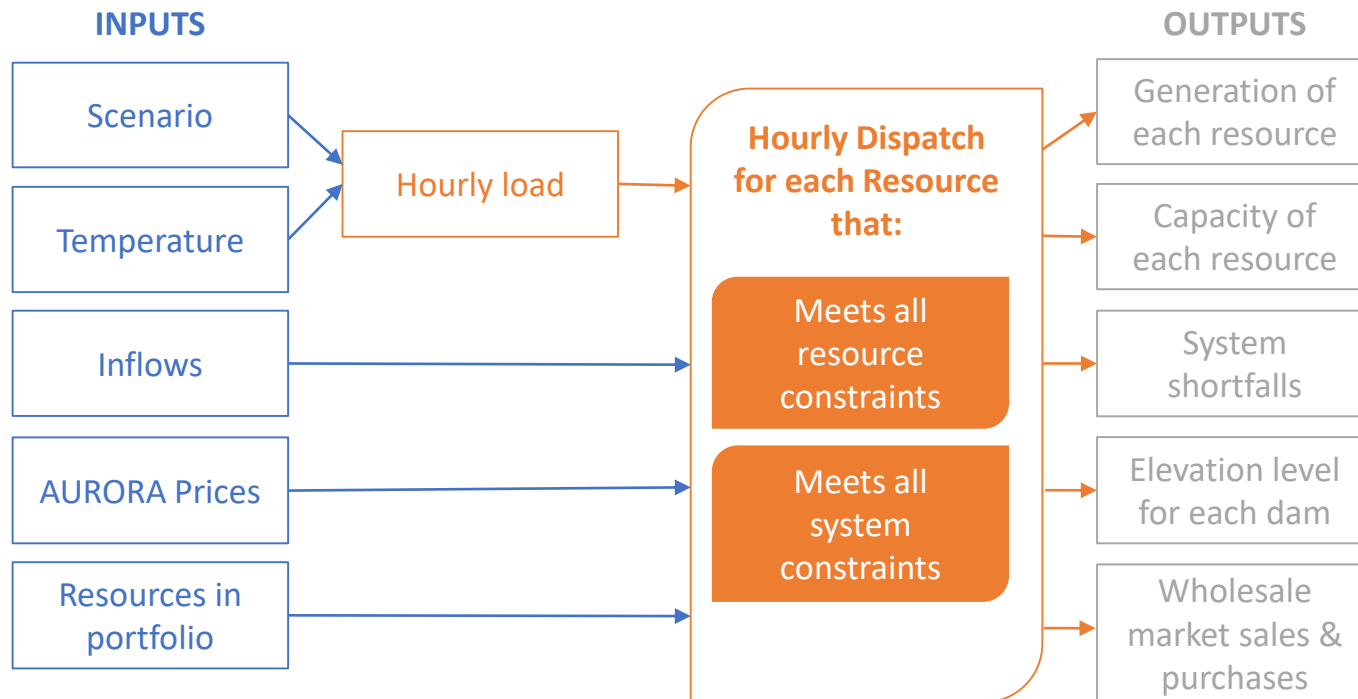 INPUTS
Scenario
Temperature
Inflows
AURORA Prices
Resources in
portfolio
Hourly load
Hourly Dispatch
for each Resource
that:
Meets all
resource
constraints
Meets all
system
constraints
OUTPUTS
Generation of
each resource
Capacity of
each resource
System
shortfalls
Elevation level
for each dam
Wholesale
market sales &
purchases